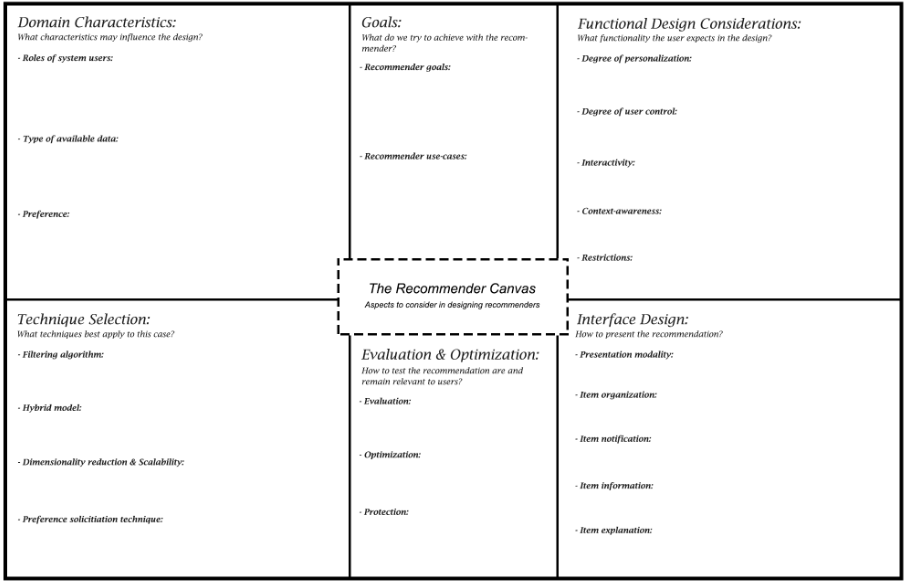 Domain Characteristics:
What characteristics may influence the design?
- Roles of system users:
- Type of available data:
- Preference:
Goals:
What do we try to achieve with the recom-
mender?
- Recommender goals:
- Recommender use-cases:
Functional Design Considerations:
What functionality the user expects in the design?
- Degree of personalization:
- Degree of user control:
- Interactivity:
- Context-awareness:
- Restrictions:
The Recommender Canvas
Aspects to consider in designing recommenders
Technique Selection:
What techniques best apply to this case?
- Filtering algorithm:
- Hybrid model:
- Dimensionality reduction & Scalability:
- Preference solicitiation technique:
Evaluation & Optimization:
How to test the recommendation are and
remain relevant to users?
- Evaluation:
- Optimization:
- Protection:
Interface Design:
How to present the recommendation?
- Presentation modality:
- Item organization:
- Item notification:
- Item information:
- Item explanation: